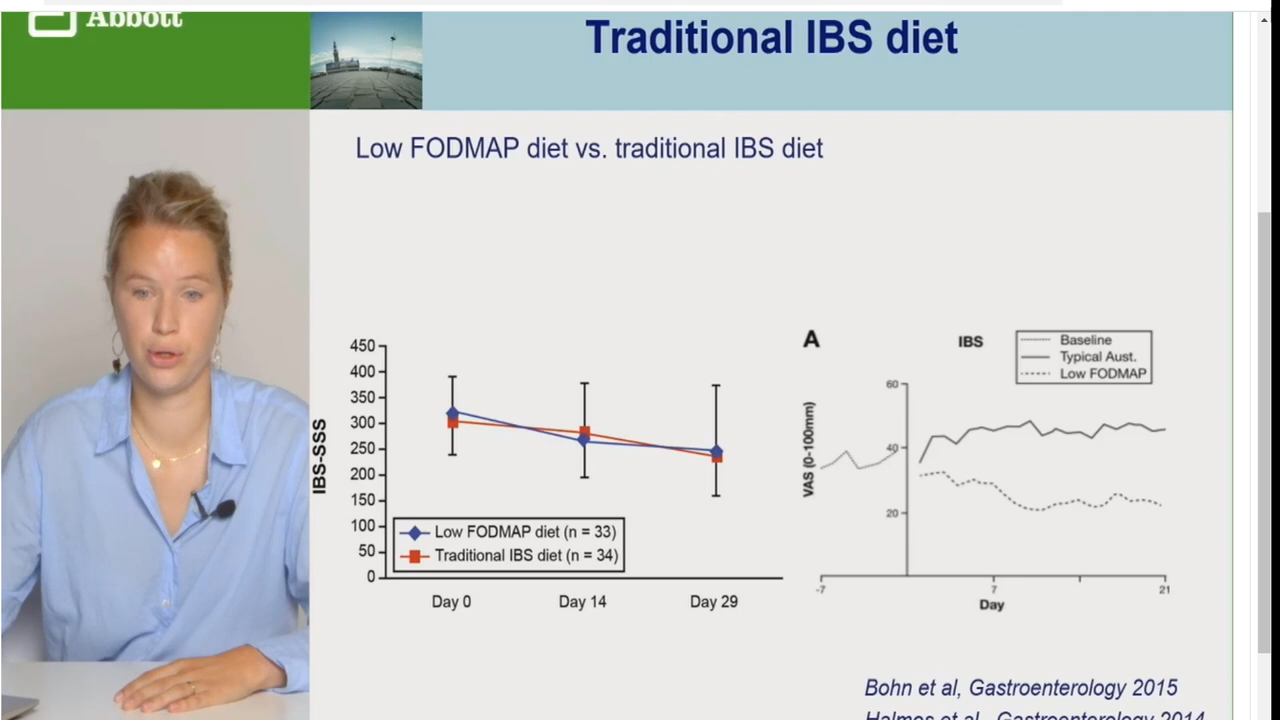 Abbott
Traditional IBS diet
Low FODMAP diet vs. traditional IBS diet
IBS-SSS
450
400
350
300
250
200
150
100
50
0
Low FODMAP diet (n = 33)
Traditional IBS diet (n = 34)
Day 0 Day 14 Day 29
A
IBS
Baseline
Typical Aust.
Low FODMAP
VAS (0-100mm)
60
40
20
-7 7 21
Day
Bohn et al, Gastroenterology 2015
Halmos et al, Gastroenterology 2014